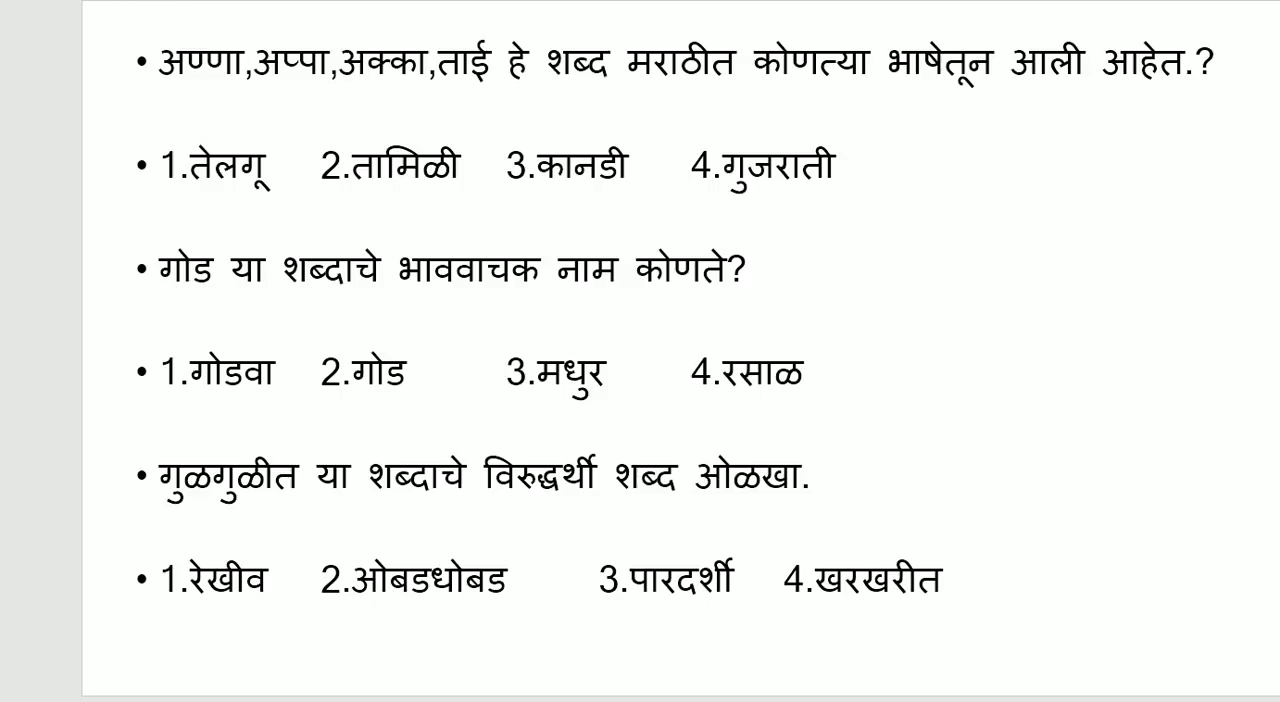 • अण्णा,अप्पा,अक्का,ताई हे शब्द मराठीत कोणत्या भाषेतून आली आहेत.?
• 1.तेलगू 2.तामिळी 3.कानडी 4.गुजराती
• गोड या शब्दाचे भाववाचक नाम कोणते?
• 1.गोडवा 2.गोड 3.मधुर 4.रसाळ
• गुळगुळीत या शब्दाचे विरुद्धर्थी शब्द ओळखा.
• 1.रेखीव 2.ओबडधोबड 3.पारदर्शी 4.खरखरीत